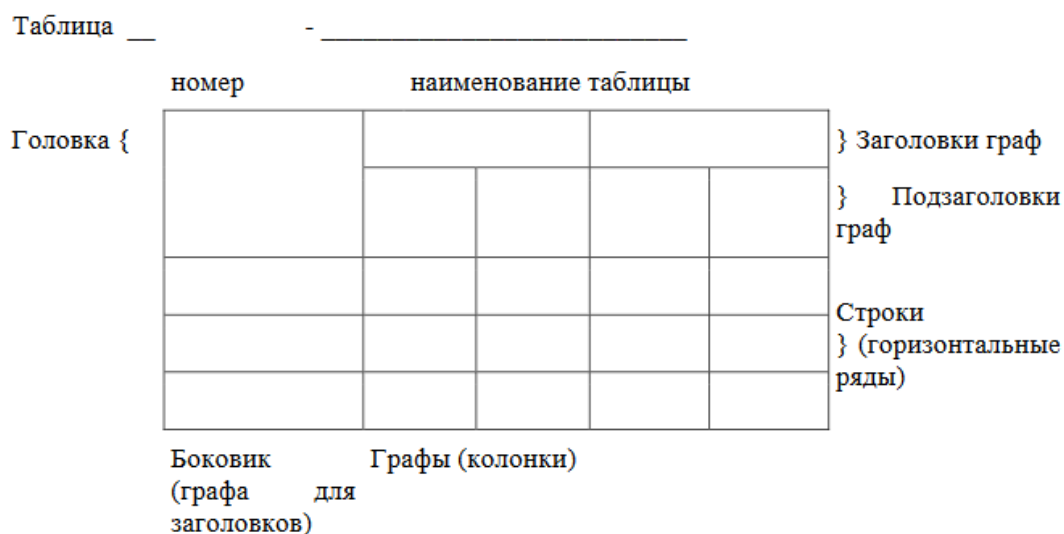 Таблица __ - __________________________
номер наименование таблицы
Головка { } Заголовки граф
} Подзаголовки
граф
Строки
} (горизонтальные
ряды)
Боковик Графы (колонки)
(графа для
заголовков)